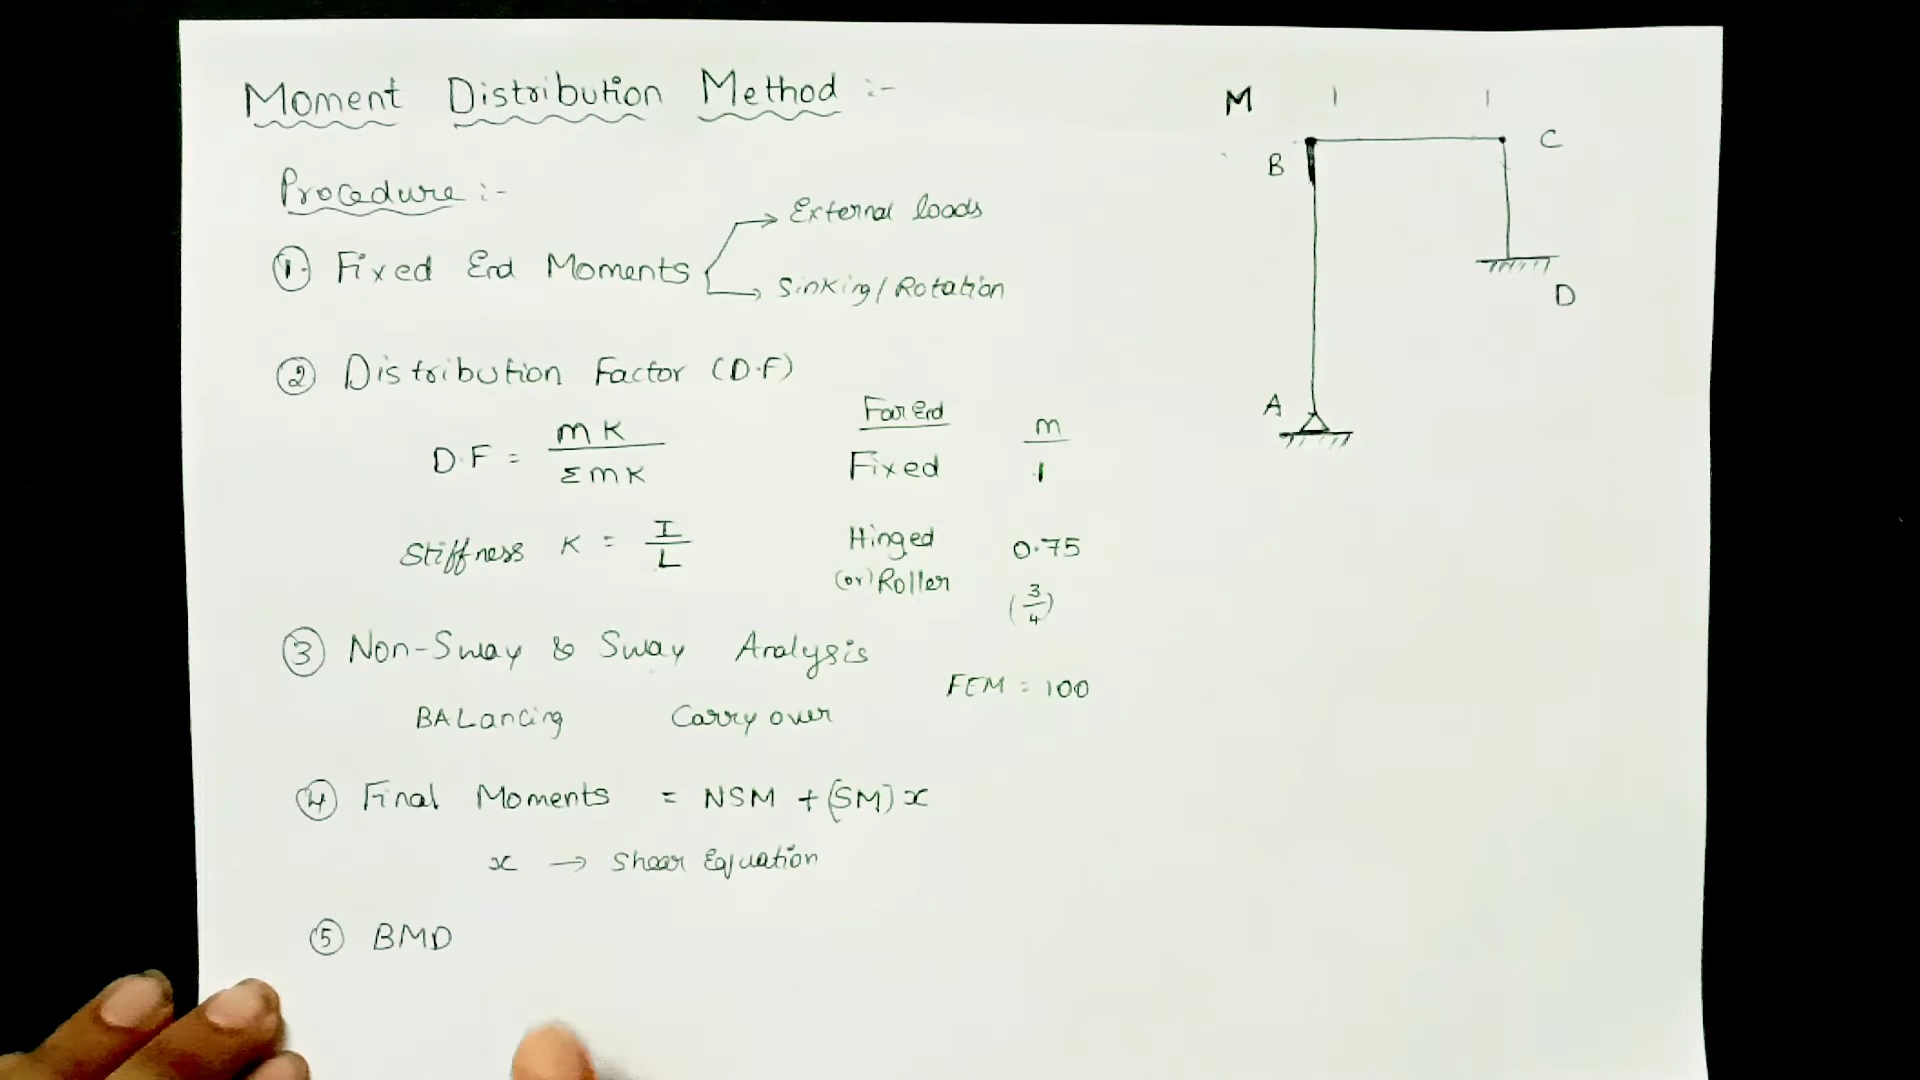 Moment Distribution Method :-
Procedure :-
① Fixed End Moments
External loads
Sinking/Rotation
② Distribution Factor (D.F)
D.F = mK / ΣmK
Stiffness K = I / L
Far End m
Fixed 1
Hinged 0.75
(or) Roller (3/4)
③ Non-Sway & Sway Analysis
FEM = 100
BALancing Carry over
④ Final Moments = NSM + (SM) x
x → Shear Equation
⑤ BMD
M
B
C
D
A